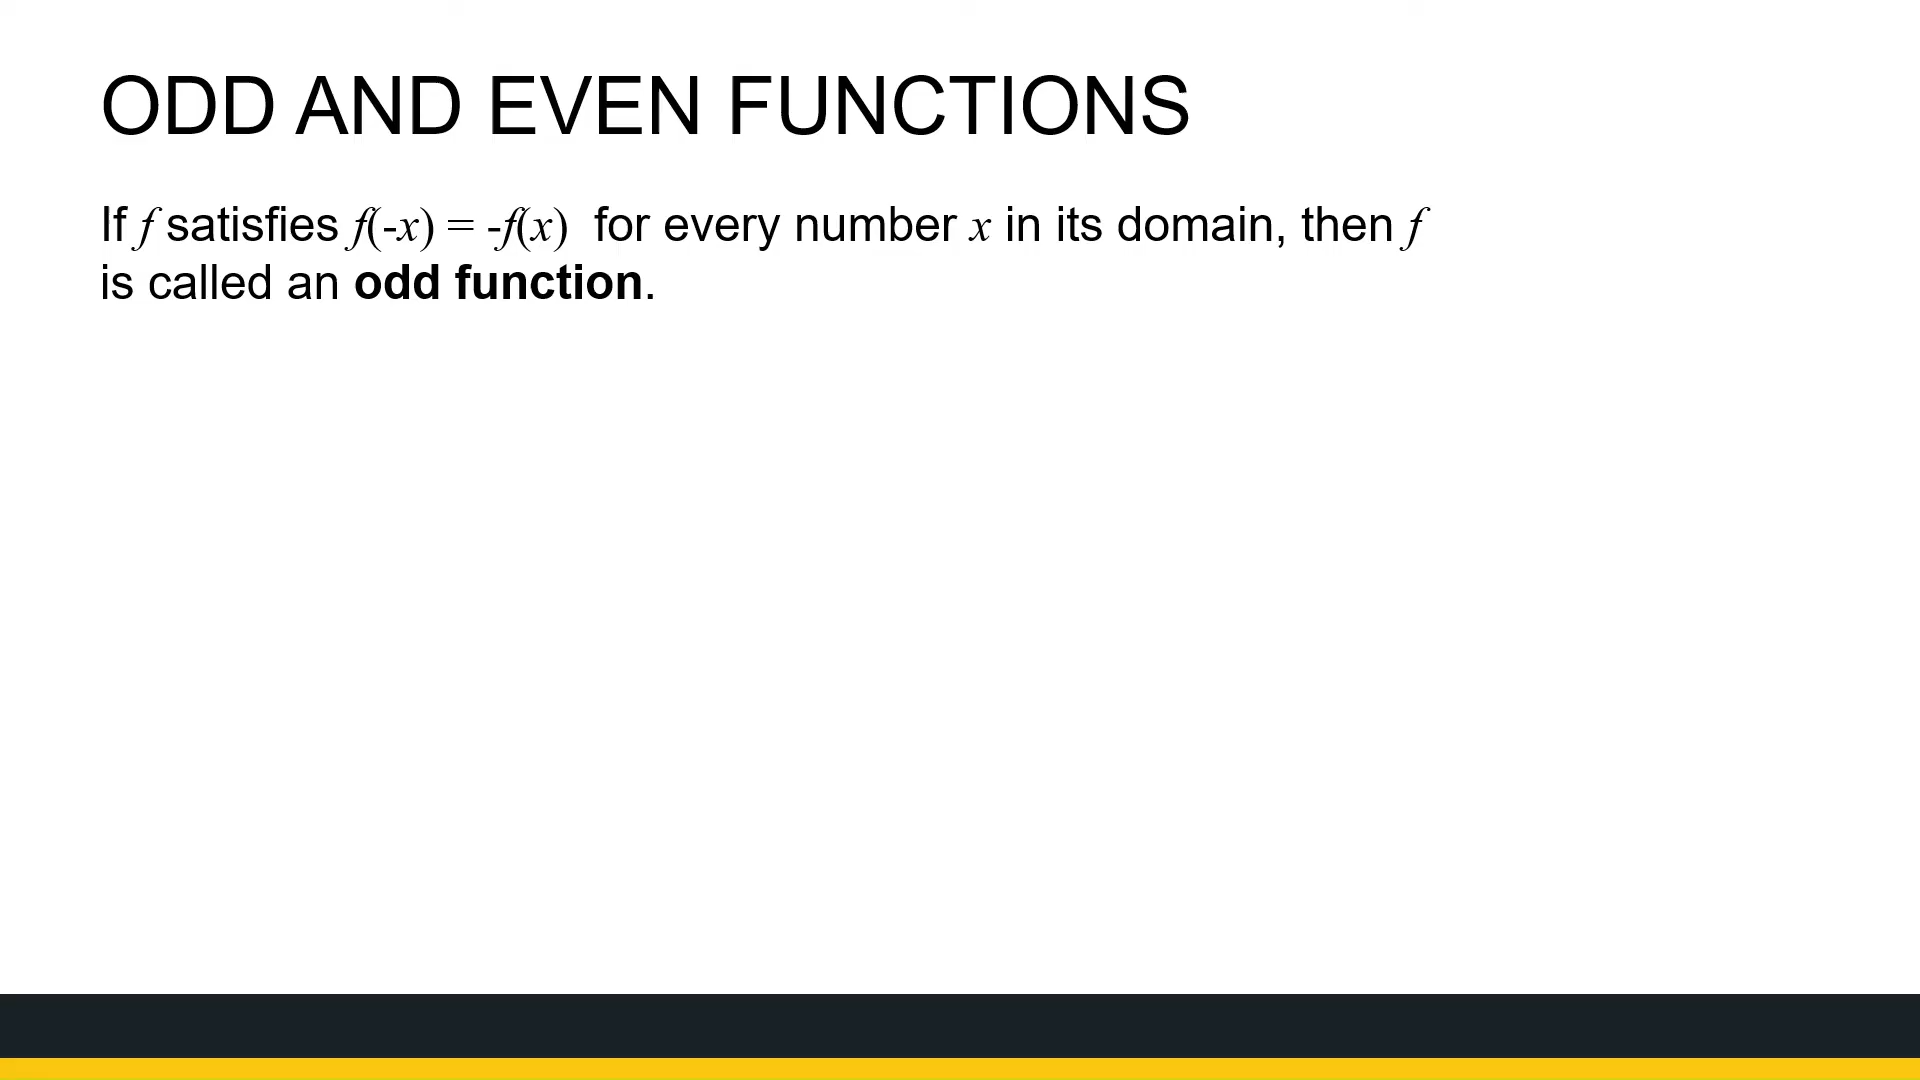 ODD AND EVEN FUNCTIONS
If f satisfies f(-x) = -f(x)  for every number x in its domain, then f
is called an odd function.